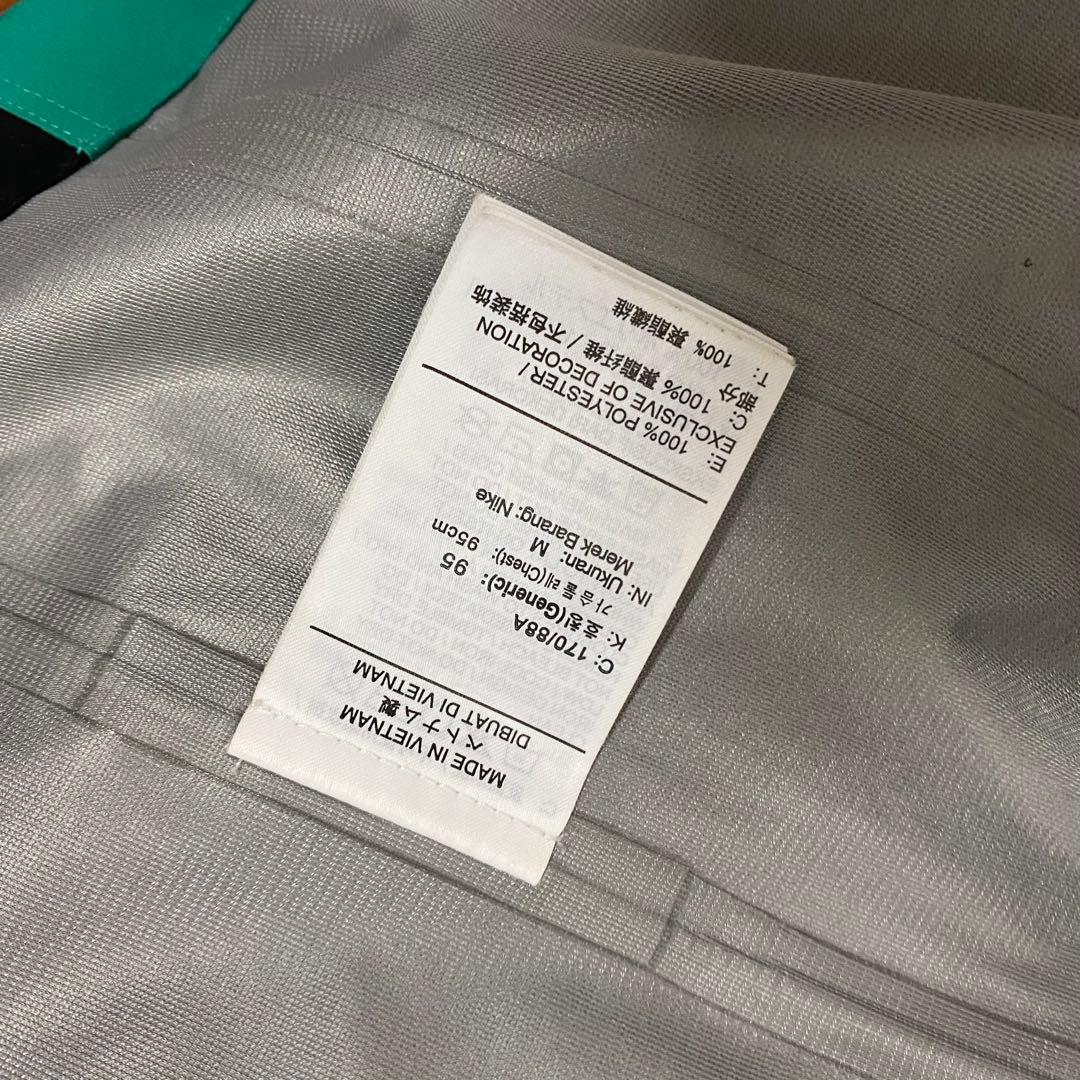 MADE IN VIETNAM
ベトナム製
DIBUAT DI VIETNAM
C: 170/88A
K: 호칭(Generic): 95
가슴둘레(Chest): 95cm
IN: Ukuran: M
Merek Barang: Nike
E: 100% POLYESTER /
EXCLUSIVE OF DECORATION
C: 100% 聚酯纤维 / 不包括装饰
部分
T: 100% 聚酯纖維